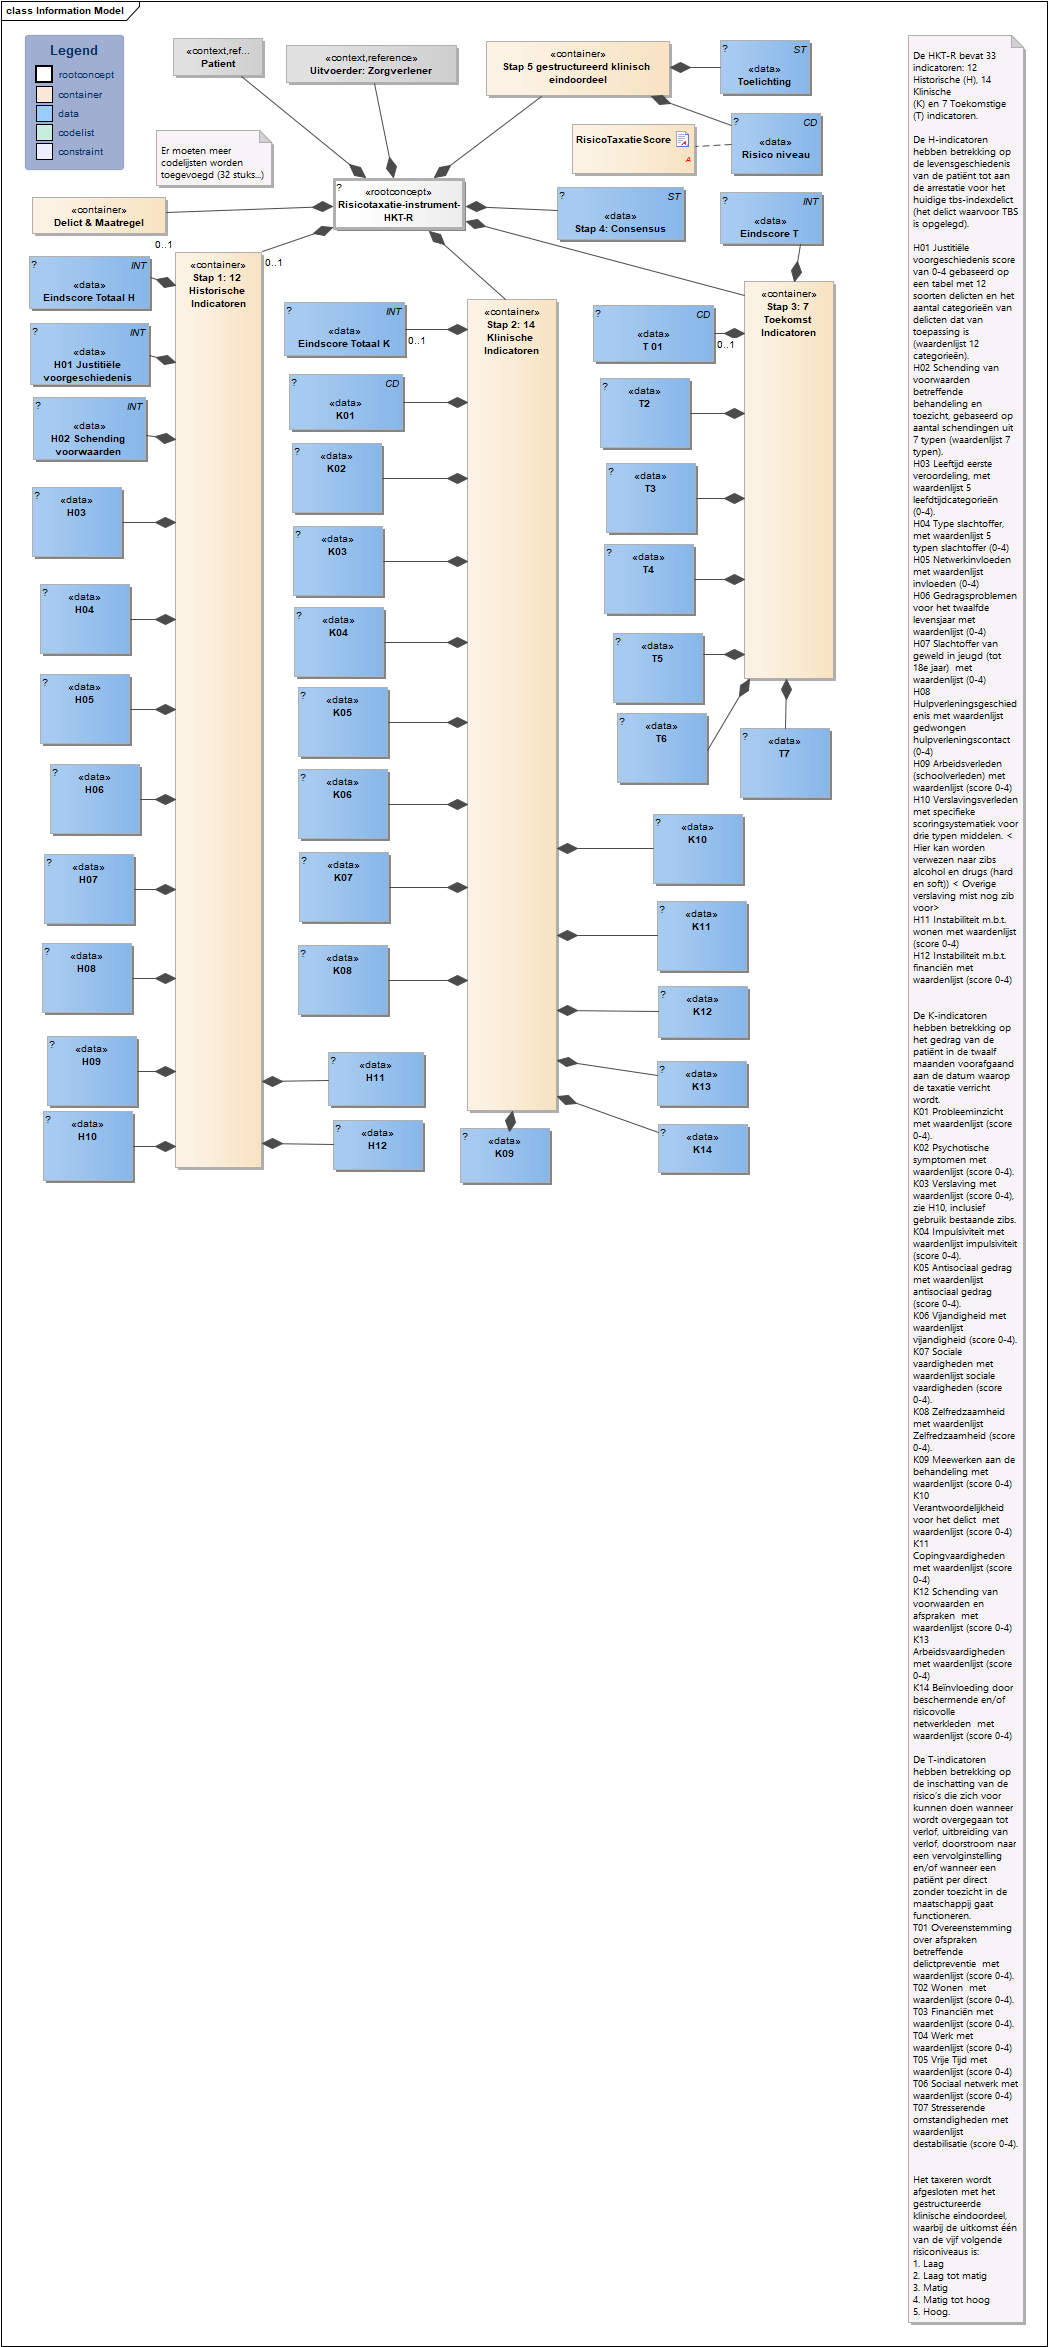 class Information Model
Legend
rootconcept
container
data
codelist
constraint
«context,ref...
Patient
«context,reference»
Uitvoerder: Zorgverlener
«container»
Stap 5 gestructureerd klinisch
eindoordeel
?
ST
«data»
Toelichting
RisicoTaxatieScore
A
?
CD
«data»
Risico niveau
Er moeten meer
codelijsten worden
toegevoegd (32 stuks...)
?
«rootconcept»
Risicotaxatie-instrument-
HKT-R
?
ST
«data»
Stap 4: Consensus
?
INT
«data»
Eindscore T
«container»
Delict & Maatregel
0..1
0..1
«container»
Stap 1: 12
Historische
Indicatoren
?
INT
«data»
Eindscore Totaal H
?
INT
«data»
H01 Justitiële
voorgeschiedenis
?
INT
«data»
H02 Schending
voorwaarden
?
«data»
H03
?
«data»
H04
?
«data»
H05
?
«data»
H06
?
«data»
H07
?
«data»
H08
?
«data»
H09
?
«data»
H10
?
«data»
H11
?
«data»
H12
«container»
Stap 2: 14
Klinische
Indicatoren
?
INT
«data»
Eindscore Totaal K
0..1
?
CD
«data»
K01
?
«data»
K02
?
«data»
K03
?
«data»
K04
?
«data»
K05
?
«data»
K06
?
«data»
K07
?
«data»
K08
?
«data»
K09
?
«data»
K10
?
«data»
K11
?
«data»
K12
?
«data»
K13
?
«data»
K14
«container»
Stap 3: 7
Toekomst
Indicatoren
?
CD
«data»
T 01
0..1
?
«data»
T2
?
«data»
T3
?
«data»
T4
?
«data»
T5
?
«data»
T6
?
«data»
T7
De HKT-R bevat 33
indicatoren: 12
Historische (H), 14
Klinische
(K) en 7 Toekomstige
(T) indicatoren.
De H-indicatoren
hebben betrekking op
de levensgeschiedenis
van de patiënt tot aan
de arrestatie voor het
huidige tbs-indexdelict
(het delict waarvoor TBS
is opgelegd).
H01 Justitiële
voorgeschiedenis score
van 0-4 gebaseerd op
een tabel met 12
soorten delicten en het
aantal categorieën van
delicten dat van
toepassing is
(waardenlijst 12
categorieën).
H02 Schending van
voorwaarden
betreffende
behandeling en
toezicht, gebaseerd op
aantal schendingen uit
7 typen (waardenlijst 7
typen).
H03 Leeftijd eerste
veroordeling, met
waardenlijst 5
leefdtijdcategorieën
(0-4).
H04 Type slachtoffer,
met waardenlijst 5
typen slachtoffer (0-4)
H05 Netwerkinvloeden
met waardenlijst
invloeden (0-4)
H06 Gedragsproblemen
voor het twaalfde
levensjaar met
waardenlijst (0-4)
H07 Slachtoffer van
geweld in jeugd (tot
18e jaar)  met
waardenlijst (0-4)
H08
Hulpverleningsgeschied
enis met waardenlijst
gedwongen
hulpverleningscontact
(0-4)
H09 Arbeidsverleden
(schoolverleden) met
waardenlijst (score 0-4)
H10 Verslavingsverleden
met specifieke
scoringsystematiek voor
drie typen middelen. <
Hier kan worden
verwezen naar zibs
alcohol en drugs (hard
en soft)) < Overige
verslaving mist nog zib
voor>
H11 Instabiliteit m.b.t.
wonen met waardenlijst
(score 0-4)
H12 Instabiliteit m.b.t.
financiën met
waardenlijst (score 0-4)
De K-indicatoren
hebben betrekking op
het gedrag van de
patiënt in de twaalf
maanden voorafgaand
aan de datum waarop
de taxatie verricht
wordt.
K01 Probleeminzicht
met waardenlijst (score
0-4).
K02 Psychotische
symptomen met
waardenlijst (score 0-4).
K03 Verslaving met
waardenlijst (score 0-4),
zie H10, inclusief
gebruik bestaande zibs.
K04 Impulsiviteit met
waardenlijst impulsiviteit
(score 0-4).
K05 Antisociaal gedrag
met waardenlijst
antisociaal gedrag
(score 0-4).
K06 Vijandigheid met
waardenlijst
vijandigheid (score 0-4).
K07 Sociale
vaardigheden met
waardenlijst sociale
vaardigheden (score
0-4).
K08 Zelfredzaamheid
met waardenlijst
Zelfredzaamheid (score
0-4).
K09 Meewerken aan de
behandeling met
waardenlijst (score 0-4)
K10
Verantwoordelijkheid
voor het delict  met
waardenlijst (score 0-4)
K11
Copingvaardigheden
met waardenlijst (score
0-4)
K12 Schending van
voorwaarden en
afspraken  met
waardenlijst (score 0-4)
K13
Arbeidsvaardigheden
met waardenlijst (score
0-4)
K14 Beïnvloeding door
beschermende en/of
risicovolle
netwerkleden  met
waardenlijst (score 0-4)
De T-indicatoren
hebben betrekking op
de inschatting van de
risico's die zich voor
kunnen doen wanneer
wordt overgegaan tot
verlof, uitbreiding van
verlof, doorstroom naar
een vervolginstelling
en/of wanneer een
patiënt per direct
zonder toezicht in de
maatschappij gaat
functioneren.
T01 Overeenstemming
over afspraken
betreffende
delictpreventie  met
waardenlijst (score 0-4).
T02 Wonen  met
waardenlijst (score 0-4).
T03 Financiën met
waardenlijst (score 0-4).
T04 Werk met
waardenlijst (score 0-4)
T05 Vrije Tijd met
waardenlijst (score 0-4)
T06 Sociaal netwerk met
waardenlijst (score 0-4)
T07 Stresserende
omstandigheden met
waardenlijst
destabilisatie (score 0-4).
Het taxeren wordt
afgesloten met het
gestructureerde
klinische eindoordeel,
waarbij de uitkomst één
van de vijf volgende
risiconiveaus is:
1. Laag
2. Laag tot matig
3. Matig
4. Matig tot hoog
5. Hoog.